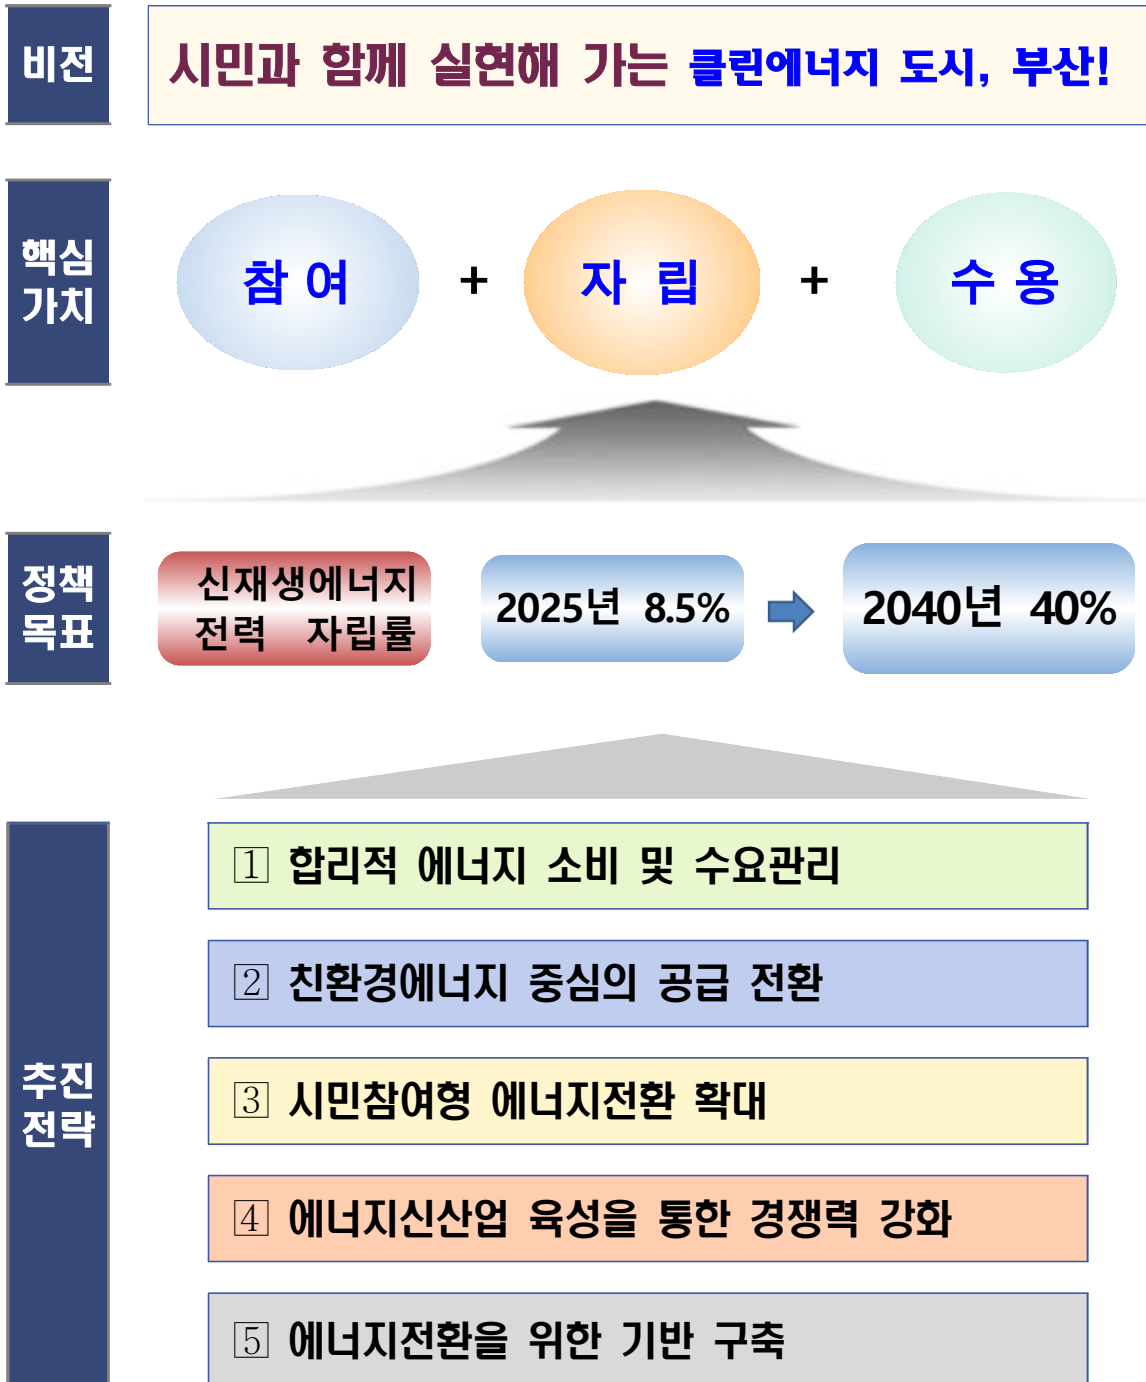 비전
시민과 함께 실현해 가는 클린에너지 도시, 부산!
핵심
가치
참 여 + 자 립 + 수 용
정책
목표
신재생에너지
전력 자립률
2025년 8.5%
2040년 40%
추진
전략
1 합리적 에너지 소비 및 수요관리
2 친환경에너지 중심의 공급 전환
3 시민참여형 에너지전환 확대
4 에너지신산업 육성을 통한 경쟁력 강화
5 에너지전환을 위한 기반 구축